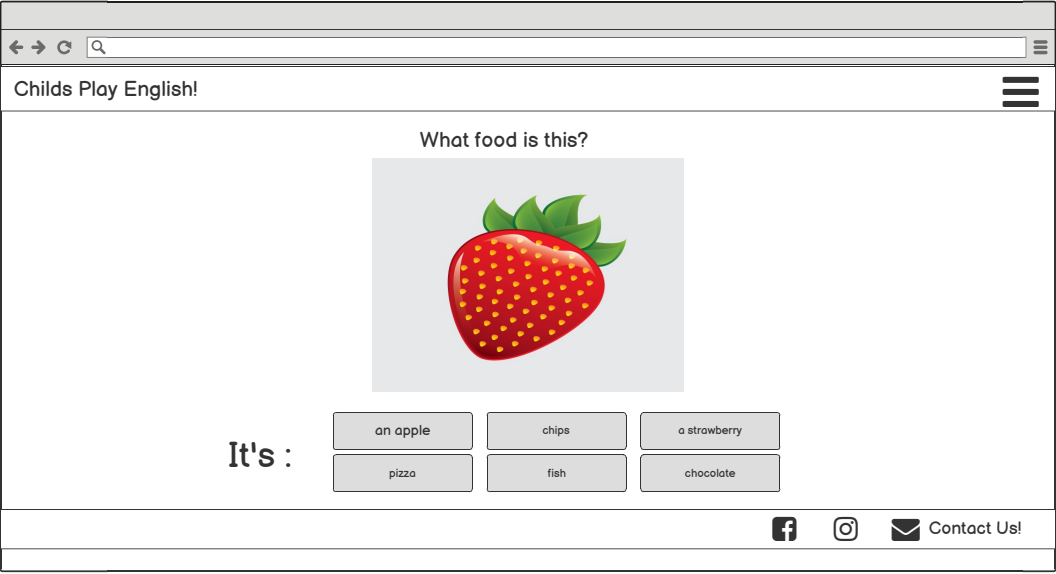 Childs Play English!
What food is this?
It's :
an apple
chips
a strawberry
pizza
fish
chocolate
Contact Us!